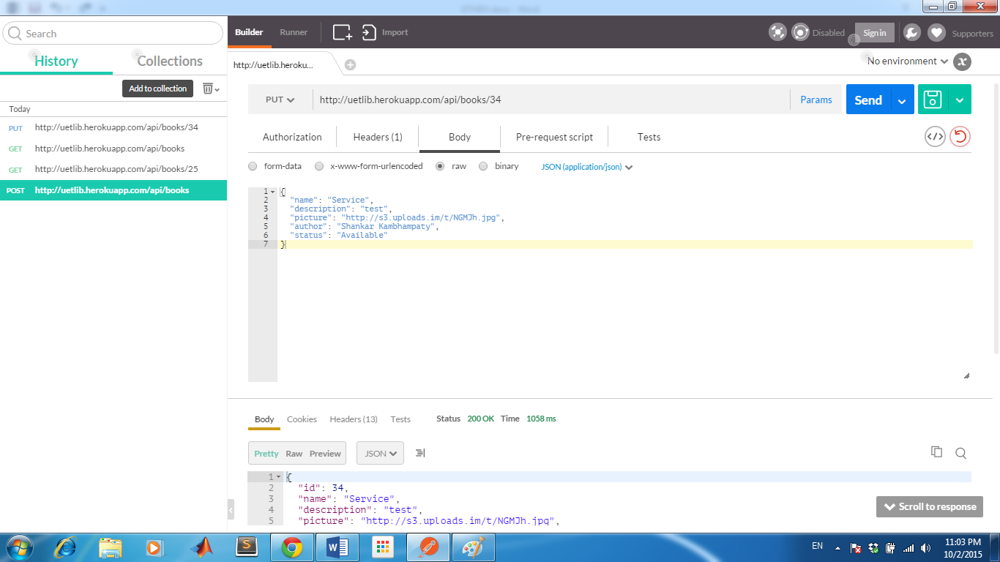 Search
History Collections
Add to collection
Today
PUT http://uetlib.herokuapp.com/api/books/34
GET http://uetlib.herokuapp.com/api/books
GET http://uetlib.herokuapp.com/api/books/25
POST http://uetlib.herokuapp.com/api/books
Builder Runner Import Disabled Sign in Supporters
http://uetlib.heroku... No environment x
PUT http://uetlib.herokuapp.com/api/books/34 Params Send
Authorization Headers (1) Body Pre-request script Tests </>
form-data x-www-form-urlencoded raw binary JSON (application/json)
1 {
2 "name": "Service",
3 "description": "test",
4 "picture": "http://s3.uploads.im/t/NGMJh.jpg",
5 "author": "Shankar Kambhampaty",
6 "status": "Available"
7 }
Body Cookies Headers (13) Tests Status 200 OK Time 1058 ms
Pretty Raw Preview JSON
1 {
2 "id": 34,
3 "name": "Service",
4 "description": "test",
5 "picture": "http://s3.uploads.im/t/NGMJh.jpg",
Scroll to response
EN 11:03 PM
10/2/2015